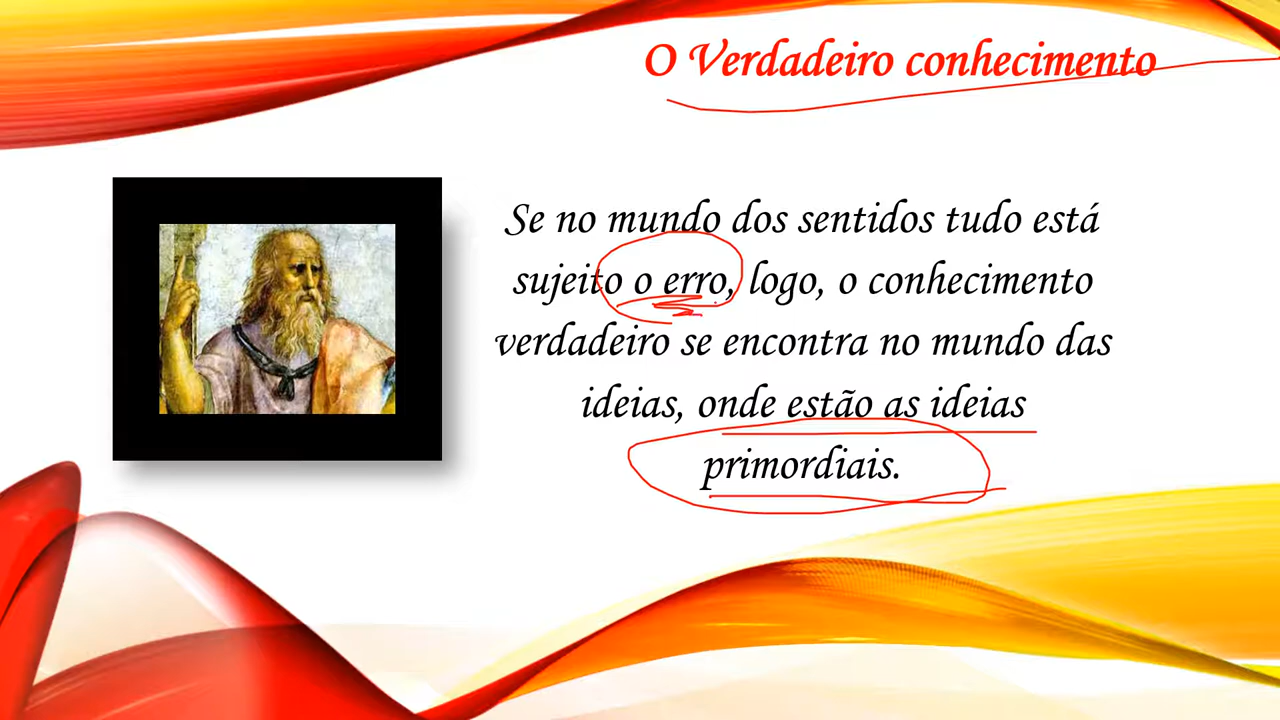 O Verdadeiro conhecimento
Se no mundo dos sentidos tudo está
sujeito o erro, logo, o conhecimento
verdadeiro se encontra no mundo das
ideias, onde estão as ideias
primordiais.